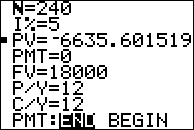 N=240
I%=5
PV=-6635.601519
PMT=0
FV=18000
P/Y=12
C/Y=12
PMT:END BEGIN